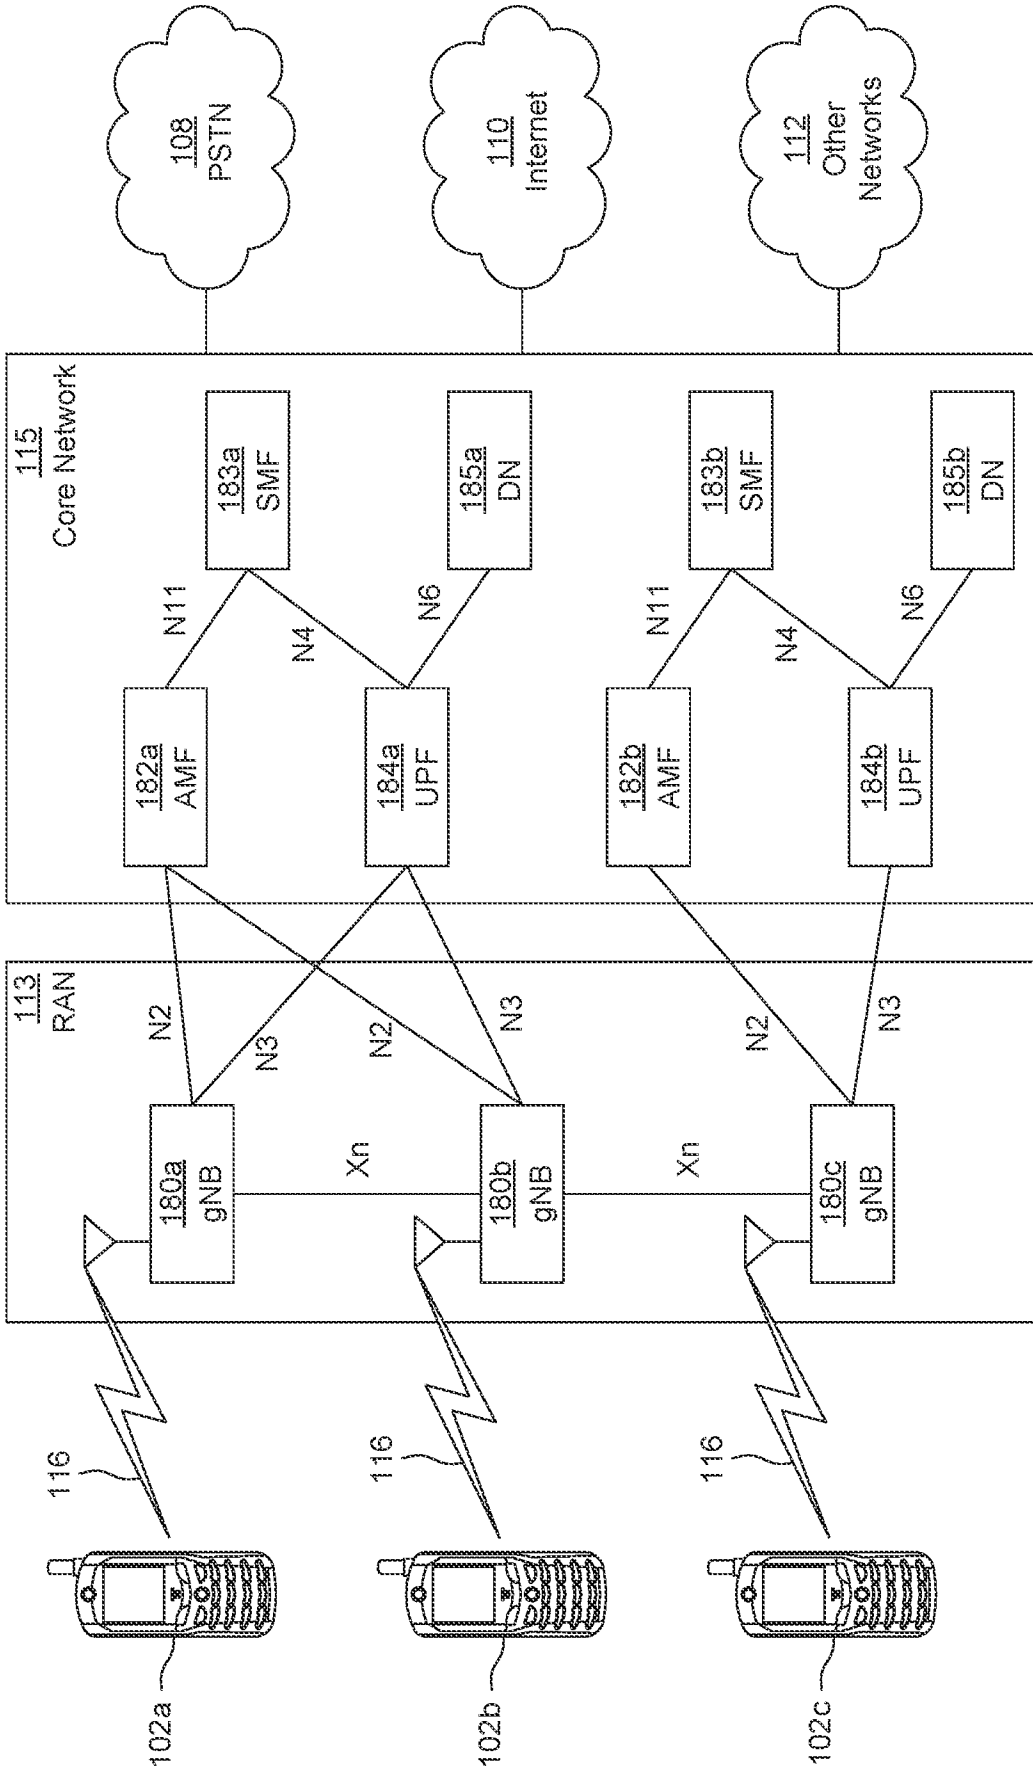 102a
102b
102c
116
116
116
113
RAN
180a
gNB
180b
gNB
180c
gNB
Xn
Xn
N2
N3
N2
N3
N2
N3
115
Core Network
182a
AMF
184a
UPF
182b
AMF
184b
UPF
N11
N4
N6
N11
N4
N6
183a
SMF
185a
DN
183b
SMF
185b
DN
108
PSTN
110
Internet
112
Other
Networks